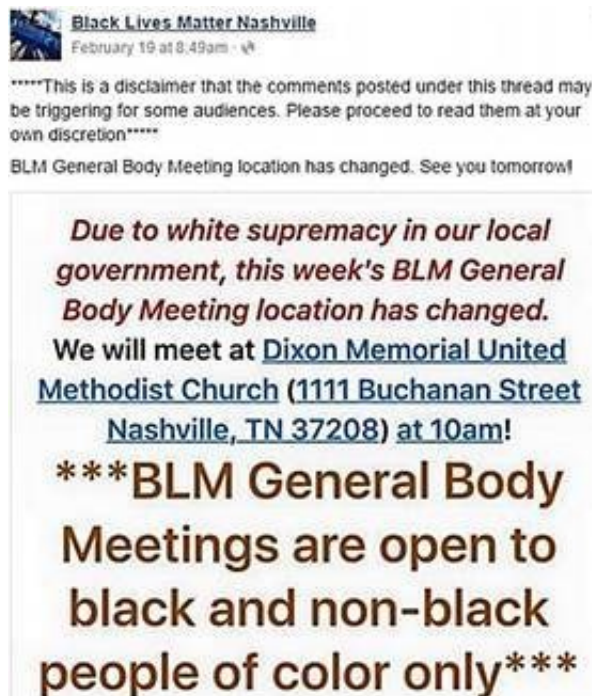 Black Lives Matter Nashville
February 19 at 8:49am ·
*****This is a disclaimer that the comments posted under this thread may
be triggering for some audiences. Please proceed to read them at your
own discretion*****
BLM General Body Meeting location has changed. See you tomorrow!
Due to white supremacy in our local
government, this week's BLM General
Body Meeting location has changed.
We will meet at Dixon Memorial United
Methodist Church (1111 Buchanan Street
Nashville, TN 37208) at 10am!
***BLM General Body
Meetings are open to
black and non-black
people of color only***